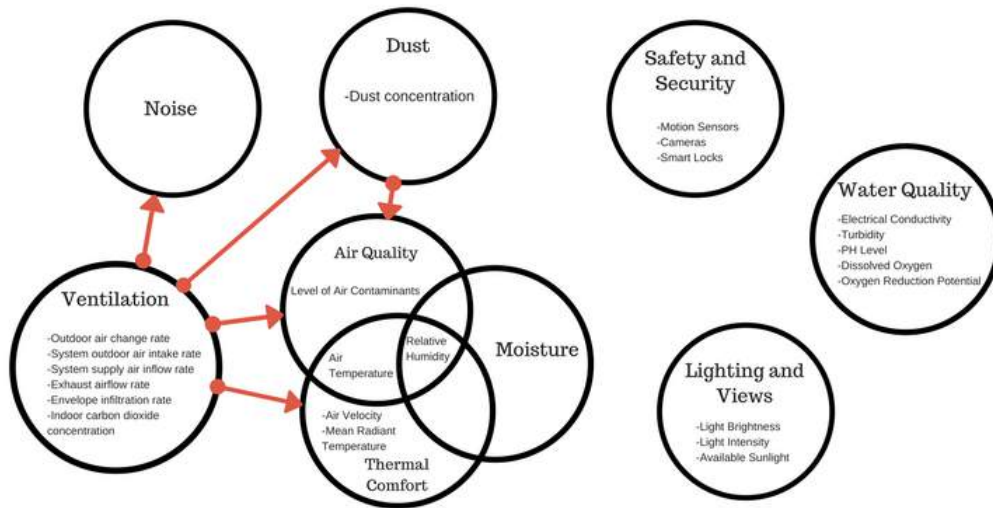 Noise
Dust
-Dust concentration
Safety and
Security
-Motion Sensors
-Cameras
-Smart Locks
Water Quality
-Electrical Conductivity
-Turbidity
-PH Level
-Dissolved Oxygen
-Oxygen Reduction Potential
Ventilation
-Outdoor air change rate
-System outdoor air intake rate
-System supply air inflow rate
-Exhaust airflow rate
-Envelope infiltration rate
-Indoor carbon dioxide
concentration
Air Quality
Level of Air Contaminants
Air
Temperature
Relative
Humidity
Moisture
-Air Velocity
-Mean Radiant
Temperature
Thermal
Comfort
Lighting and
Views
-Light Brightness
-Light Intensity
-Available Sunlight